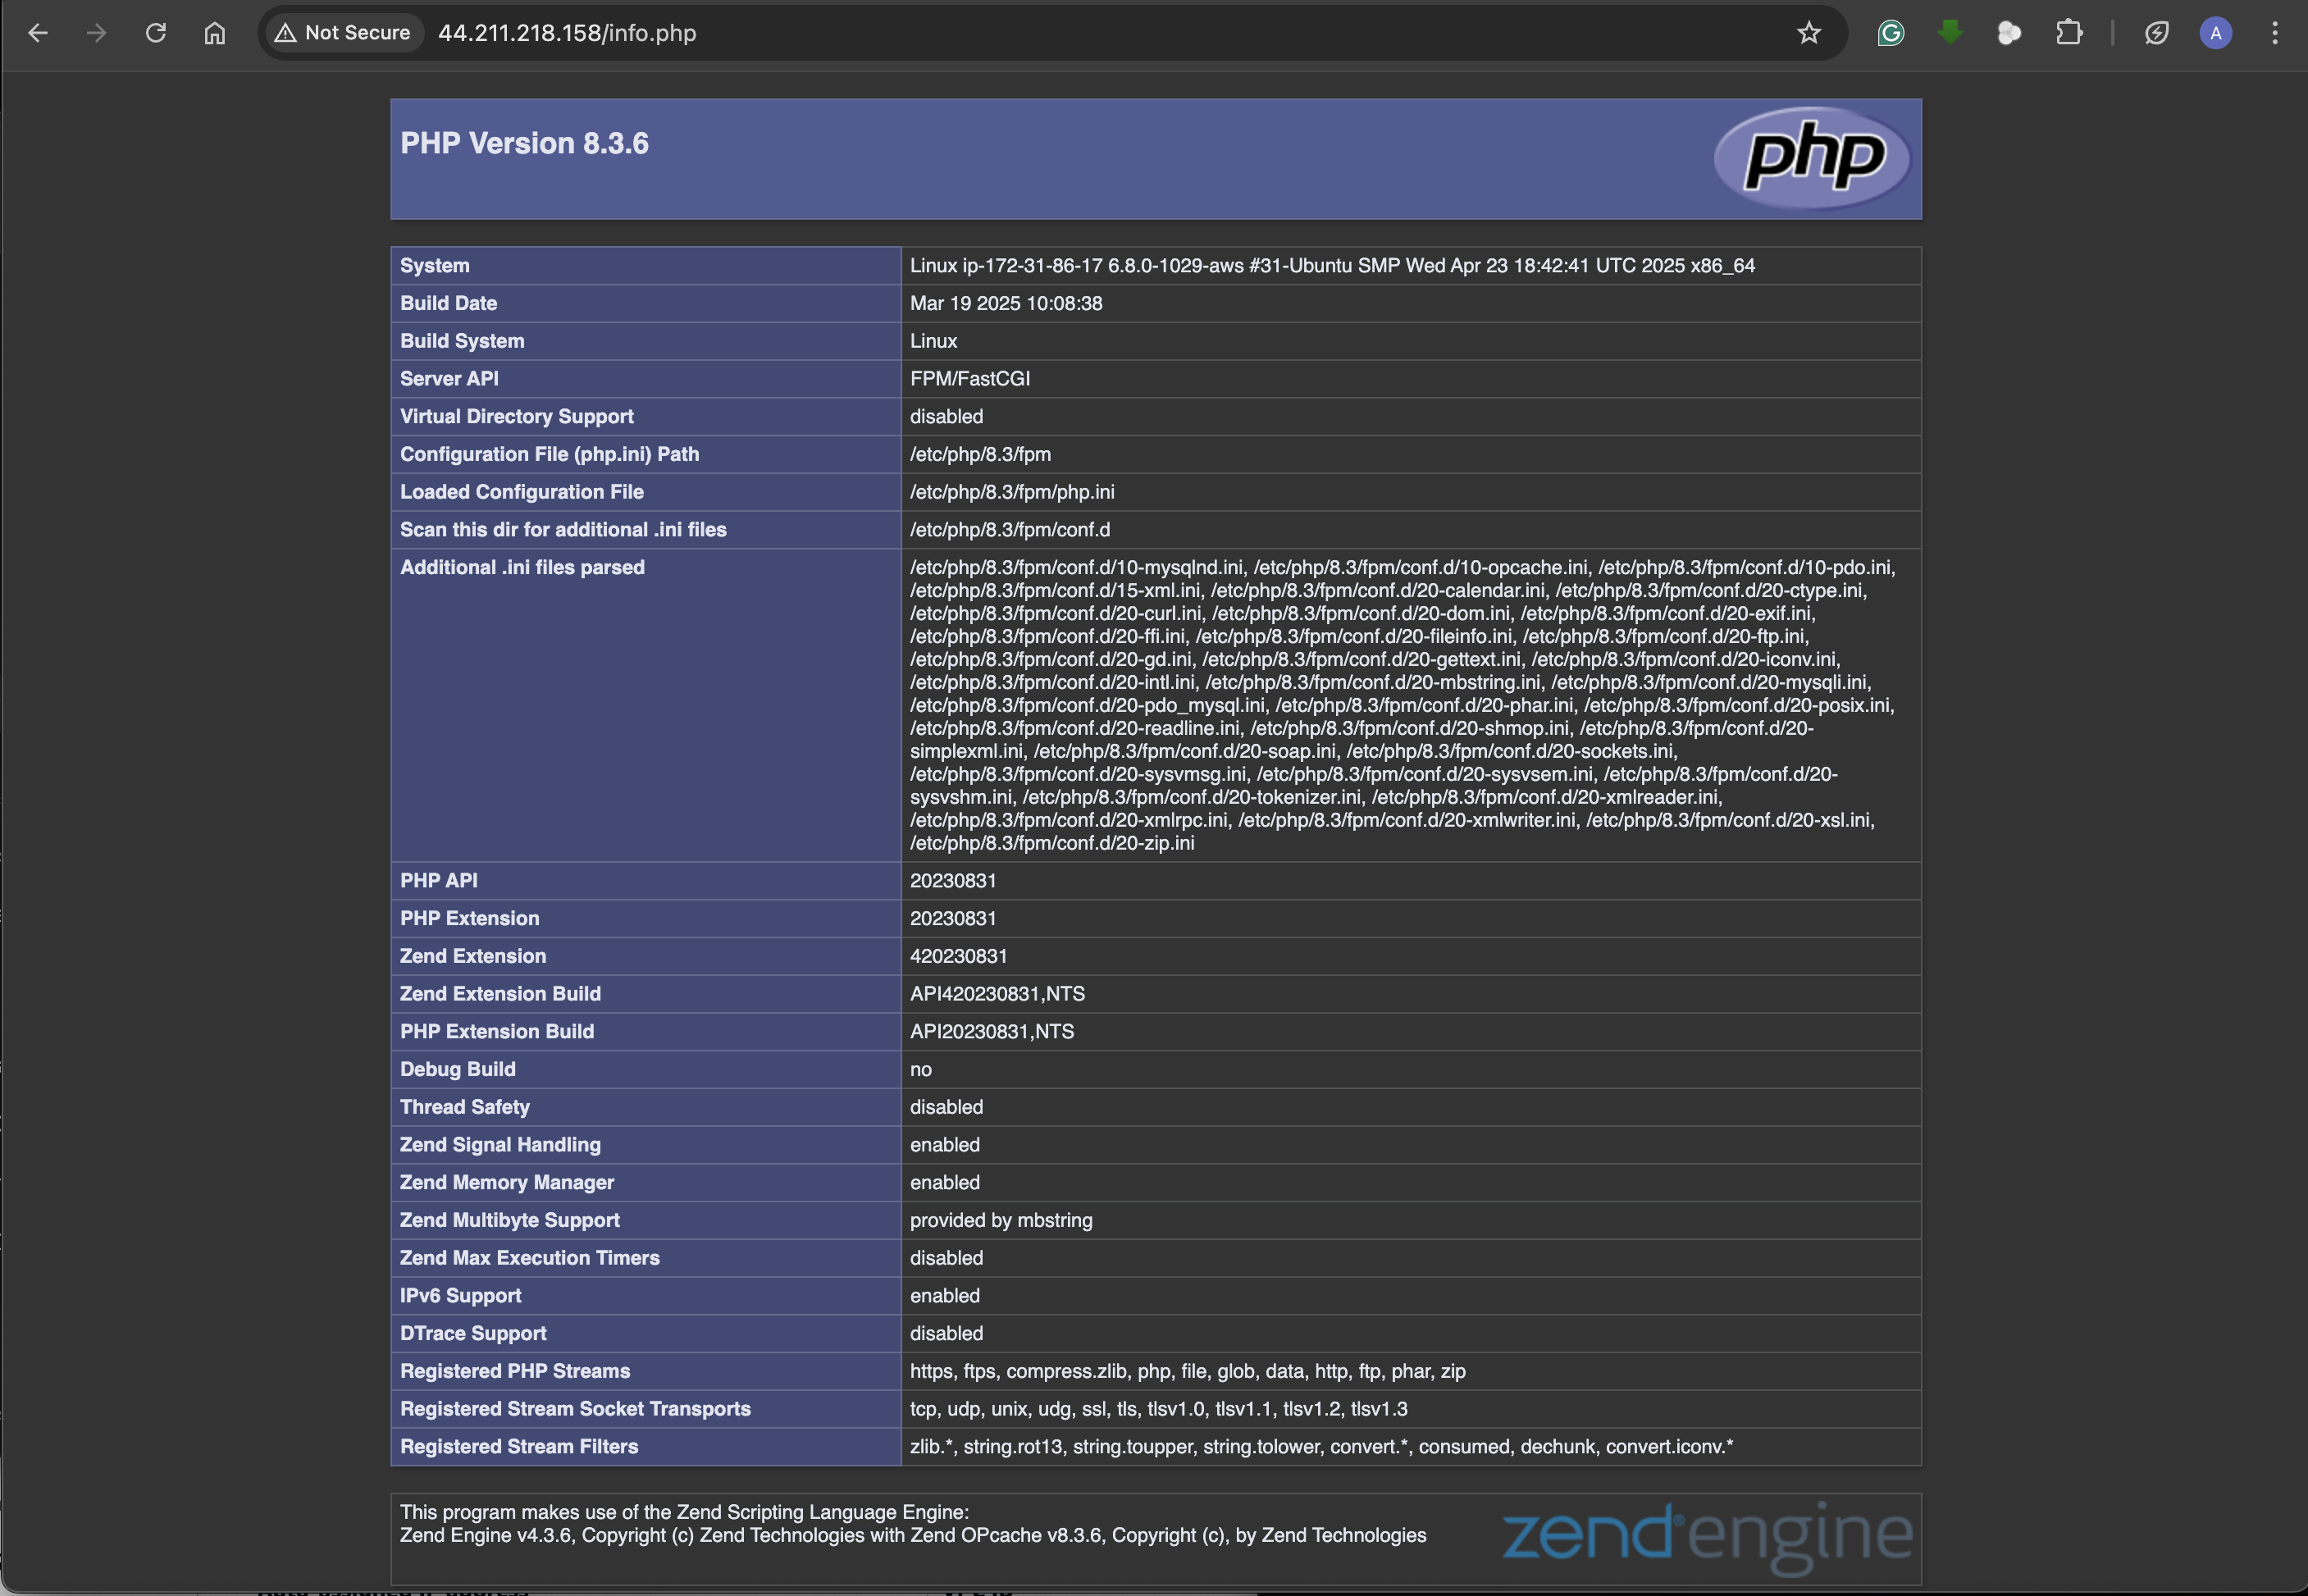 Not Secure 44.211.218.158/info.php
A
PHP Version 8.3.6
php
System Linux ip-172-31-86-17 6.8.0-1029-aws #31-Ubuntu SMP Wed Apr 23 18:42:41 UTC 2025 x86_64
Build Date Mar 19 2025 10:08:38
Build System Linux
Server API FPM/FastCGI
Virtual Directory Support disabled
Configuration File (php.ini) Path /etc/php/8.3/fpm
Loaded Configuration File /etc/php/8.3/fpm/php.ini
Scan this dir for additional .ini files /etc/php/8.3/fpm/conf.d
Additional .ini files parsed /etc/php/8.3/fpm/conf.d/10-mysqlnd.ini, /etc/php/8.3/fpm/conf.d/10-opcache.ini, /etc/php/8.3/fpm/conf.d/10-pdo.ini,
/etc/php/8.3/fpm/conf.d/15-xml.ini, /etc/php/8.3/fpm/conf.d/20-calendar.ini, /etc/php/8.3/fpm/conf.d/20-ctype.ini,
/etc/php/8.3/fpm/conf.d/20-curl.ini, /etc/php/8.3/fpm/conf.d/20-dom.ini, /etc/php/8.3/fpm/conf.d/20-exif.ini,
/etc/php/8.3/fpm/conf.d/20-ffi.ini, /etc/php/8.3/fpm/conf.d/20-fileinfo.ini, /etc/php/8.3/fpm/conf.d/20-ftp.ini,
/etc/php/8.3/fpm/conf.d/20-gd.ini, /etc/php/8.3/fpm/conf.d/20-gettext.ini, /etc/php/8.3/fpm/conf.d/20-iconv.ini,
/etc/php/8.3/fpm/conf.d/20-intl.ini, /etc/php/8.3/fpm/conf.d/20-mbstring.ini, /etc/php/8.3/fpm/conf.d/20-mysqli.ini,
/etc/php/8.3/fpm/conf.d/20-pdo_mysql.ini, /etc/php/8.3/fpm/conf.d/20-phar.ini, /etc/php/8.3/fpm/conf.d/20-posix.ini,
/etc/php/8.3/fpm/conf.d/20-readline.ini, /etc/php/8.3/fpm/conf.d/20-shmop.ini, /etc/php/8.3/fpm/conf.d/20-
simplexml.ini, /etc/php/8.3/fpm/conf.d/20-soap.ini, /etc/php/8.3/fpm/conf.d/20-sockets.ini,
/etc/php/8.3/fpm/conf.d/20-sysvmsg.ini, /etc/php/8.3/fpm/conf.d/20-sysvsem.ini, /etc/php/8.3/fpm/conf.d/20-
sysvshm.ini, /etc/php/8.3/fpm/conf.d/20-tokenizer.ini, /etc/php/8.3/fpm/conf.d/20-xmlreader.ini,
/etc/php/8.3/fpm/conf.d/20-xmlrpc.ini, /etc/php/8.3/fpm/conf.d/20-xmlwriter.ini, /etc/php/8.3/fpm/conf.d/20-xsl.ini,
/etc/php/8.3/fpm/conf.d/20-zip.ini
PHP API 20230831
PHP Extension 20230831
Zend Extension 420230831
Zend Extension Build API420230831,NTS
PHP Extension Build API20230831,NTS
Debug Build no
Thread Safety disabled
Zend Signal Handling enabled
Zend Memory Manager enabled
Zend Multibyte Support provided by mbstring
Zend Max Execution Timers disabled
IPv6 Support enabled
DTrace Support disabled
Registered PHP Streams https, ftps, compress.zlib, php, file, glob, data, http, ftp, phar, zip
Registered Stream Socket Transports tcp, udp, unix, udg, ssl, tls, tlsv1.0, tlsv1.1, tlsv1.2, tlsv1.3
Registered Stream Filters zlib.*, string.rot13, string.toupper, string.tolower, convert.*, consumed, dechunk, convert.iconv.*
This program makes use of the Zend Scripting Language Engine:
Zend Engine v4.3.6, Copyright (c) Zend Technologies with Zend OPcache v8.3.6, Copyright (c), by Zend Technologies
zend®engine